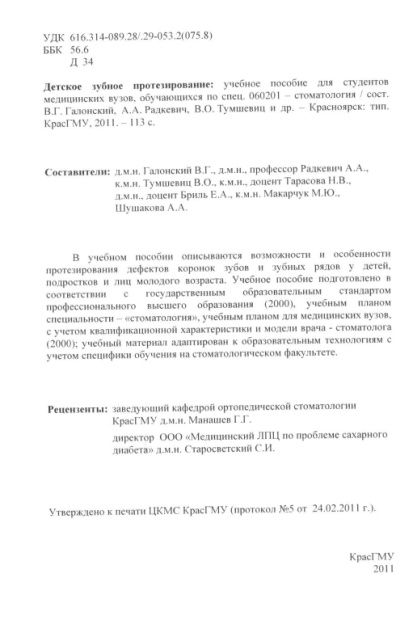 УДК 616.314-089.28/.29-053.2(075.8)
ББК 56.6
Д 34
Детское зубное протезирование: учебное пособие для студентов
медицинских вузов, обучающихся по спец. 060201 – стоматология / сост.
В.Г. Галонский, А.А. Радкевич, В.О. Тумшевиц и др. – Красноярск: тип.
КрасГМУ, 2011. – 113 с.
Составители: д.м.н. Галонский В.Г., д.м.н., профессор Радкевич А.А.,
к.м.н. Тумшевиц В.О., к.м.н., доцент Тарасова Н.В.,
д.м.н., доцент Бриль Е.А., к.м.н. Макарчук М.Ю.,
Шушакова А.А.
В учебном пособии описываются возможности и особенности
протезирования дефектов коронок зубов и зубных рядов у детей,
подростков и лиц молодого возраста. Учебное пособие подготовлено в
соответствии с государственным образовательным стандартом
профессионального высшего образования (2000), учебным планом
специальности – «стоматология», учебным планом для медицинских вузов,
с учетом квалификационной характеристики и модели врача - стоматолога
(2000); учебный материал адаптирован к образовательным технологиям с
учетом специфики обучения на стоматологическом факультете.
Рецензенты: заведующий кафедрой ортопедической стоматологии
КрасГМУ д.м.н. Манашев Г.Г.
директор ООО «Медицинский ЛПЦ по проблеме сахарного
диабета» д.м.н. Старосветский С.И.
Утверждено к печати ЦКМС КрасГМУ (протокол №5 от 24.02.2011 г.).
КрасГМУ
2011